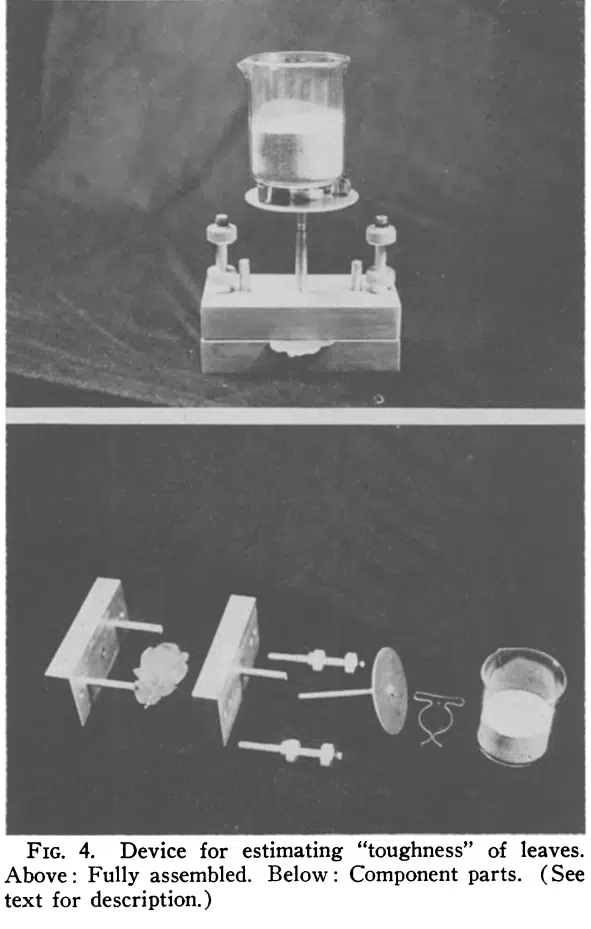 FIG. 4. Device for estimating “toughness” of leaves.
Above: Fully assembled. Below: Component parts. (See
text for description.)